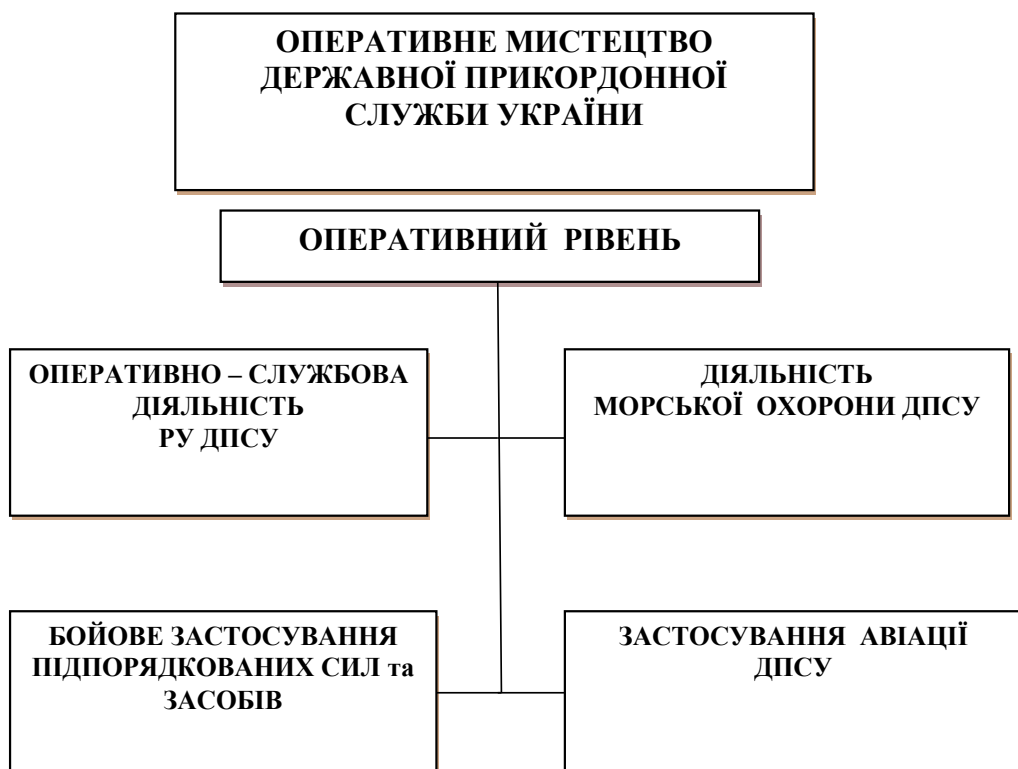 ОПЕРАТИВНЕ МИСТЕЦТВО
ДЕРЖАВНОЇ ПРИКОРДОННОЇ
СЛУЖБИ УКРАЇНИ
ОПЕРАТИВНИЙ РІВЕНЬ
ОПЕРАТИВНО – СЛУЖБОВА
ДІЯЛЬНІСТЬ
РУ ДПСУ
ДІЯЛЬНІСТЬ
МОРСЬКОЇ ОХОРОНИ ДПСУ
БОЙОВЕ ЗАСТОСУВАННЯ
ПІДПОРЯДКОВАНИХ СИЛ та
ЗАСОБІВ
ЗАСТОСУВАННЯ АВІАЦІЇ
ДПСУ